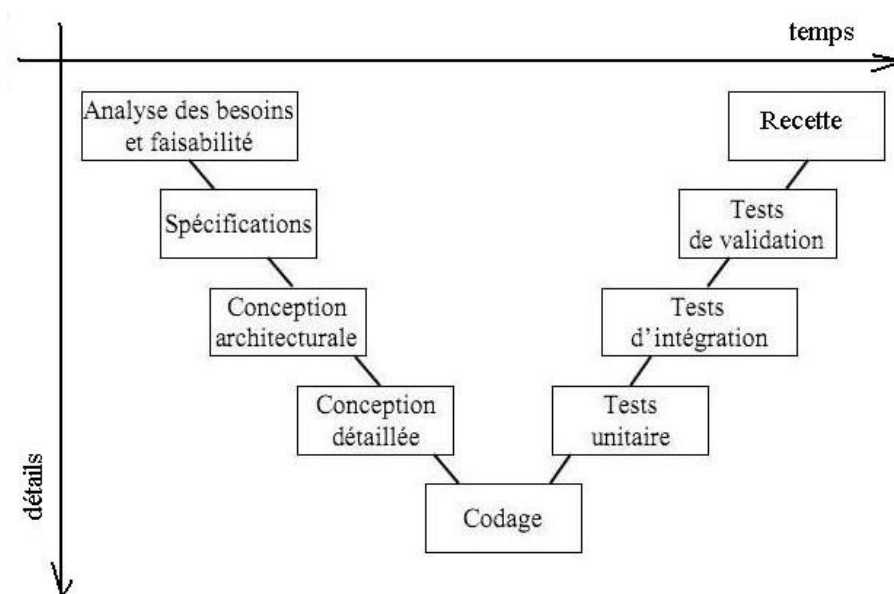 temps
Analyse des besoins
et faisabilité
Recette
Spécifications
Tests
de validation
Conception
architecturale
Tests
d'intégration
Conception
détaillée
Tests
unitaire
détails
Codage